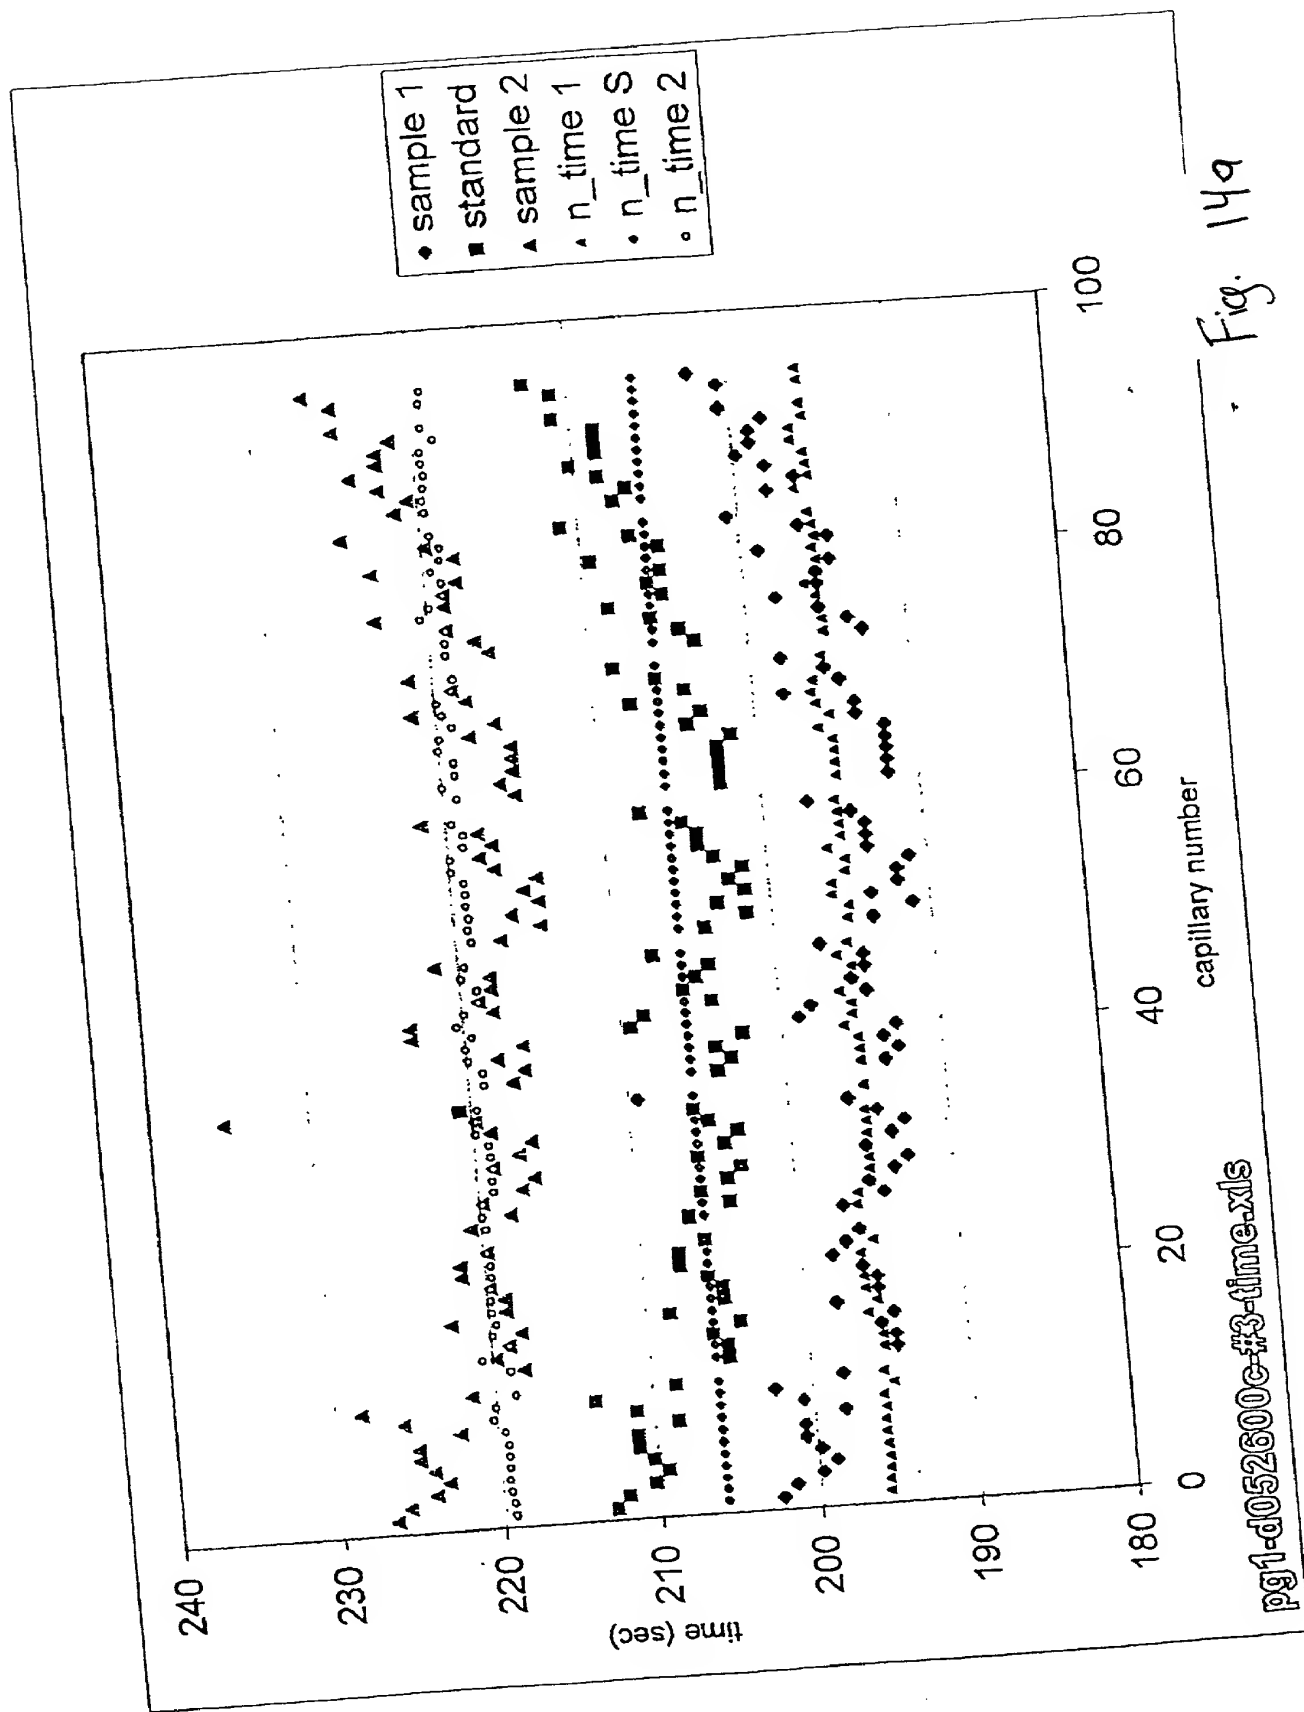 240
230
220
210
200
190
180
time (sec)
0
20
40
60
80
100
capillary number
sample 1
standard
sample 2
n_time 1
n_time S
n_time 2
pg1-d052600c-#3-time.xls
Fig. 14a